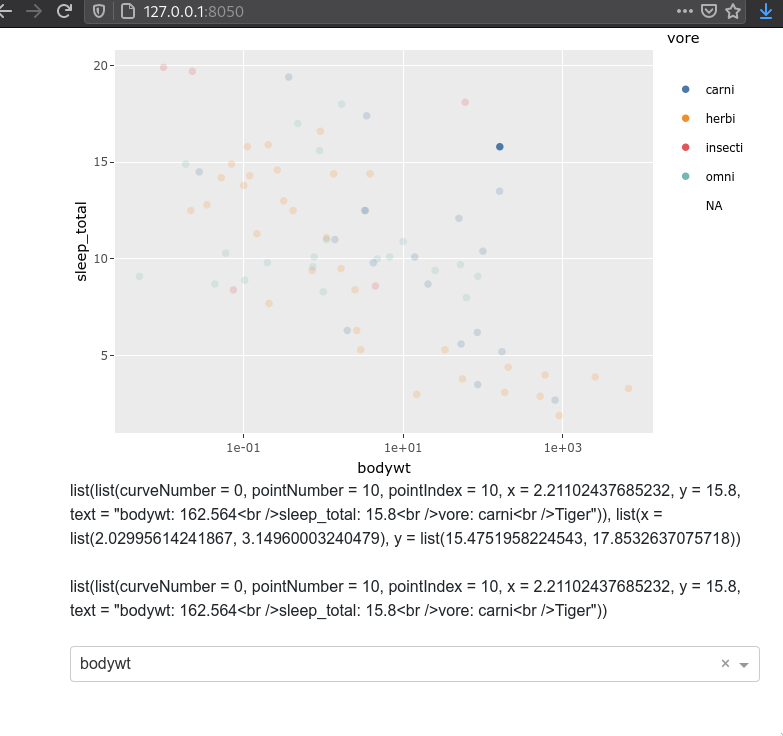 127.0.0.1:8050
vore
carni
herbi
insecti
omni
NA
20
15
10
5
sleep_total
1e-01
1e+01
1e+03
bodywt
list(list(curveNumber = 0, pointNumber = 10, pointIndex = 10, x = 2.21102437685232, y = 15.8,
text = "bodywt: 162.564<br />sleep_total: 15.8<br />vore: carni<br />Tiger")), list(x =
list(2.02995614241867, 3.14960003240479), y = list(15.4751958224543, 17.8532637075718))
list(list(curveNumber = 0, pointNumber = 10, pointIndex = 10, x = 2.21102437685232, y = 15.8,
text = "bodywt: 162.564<br />sleep_total: 15.8<br />vore: carni<br />Tiger"))
bodywt